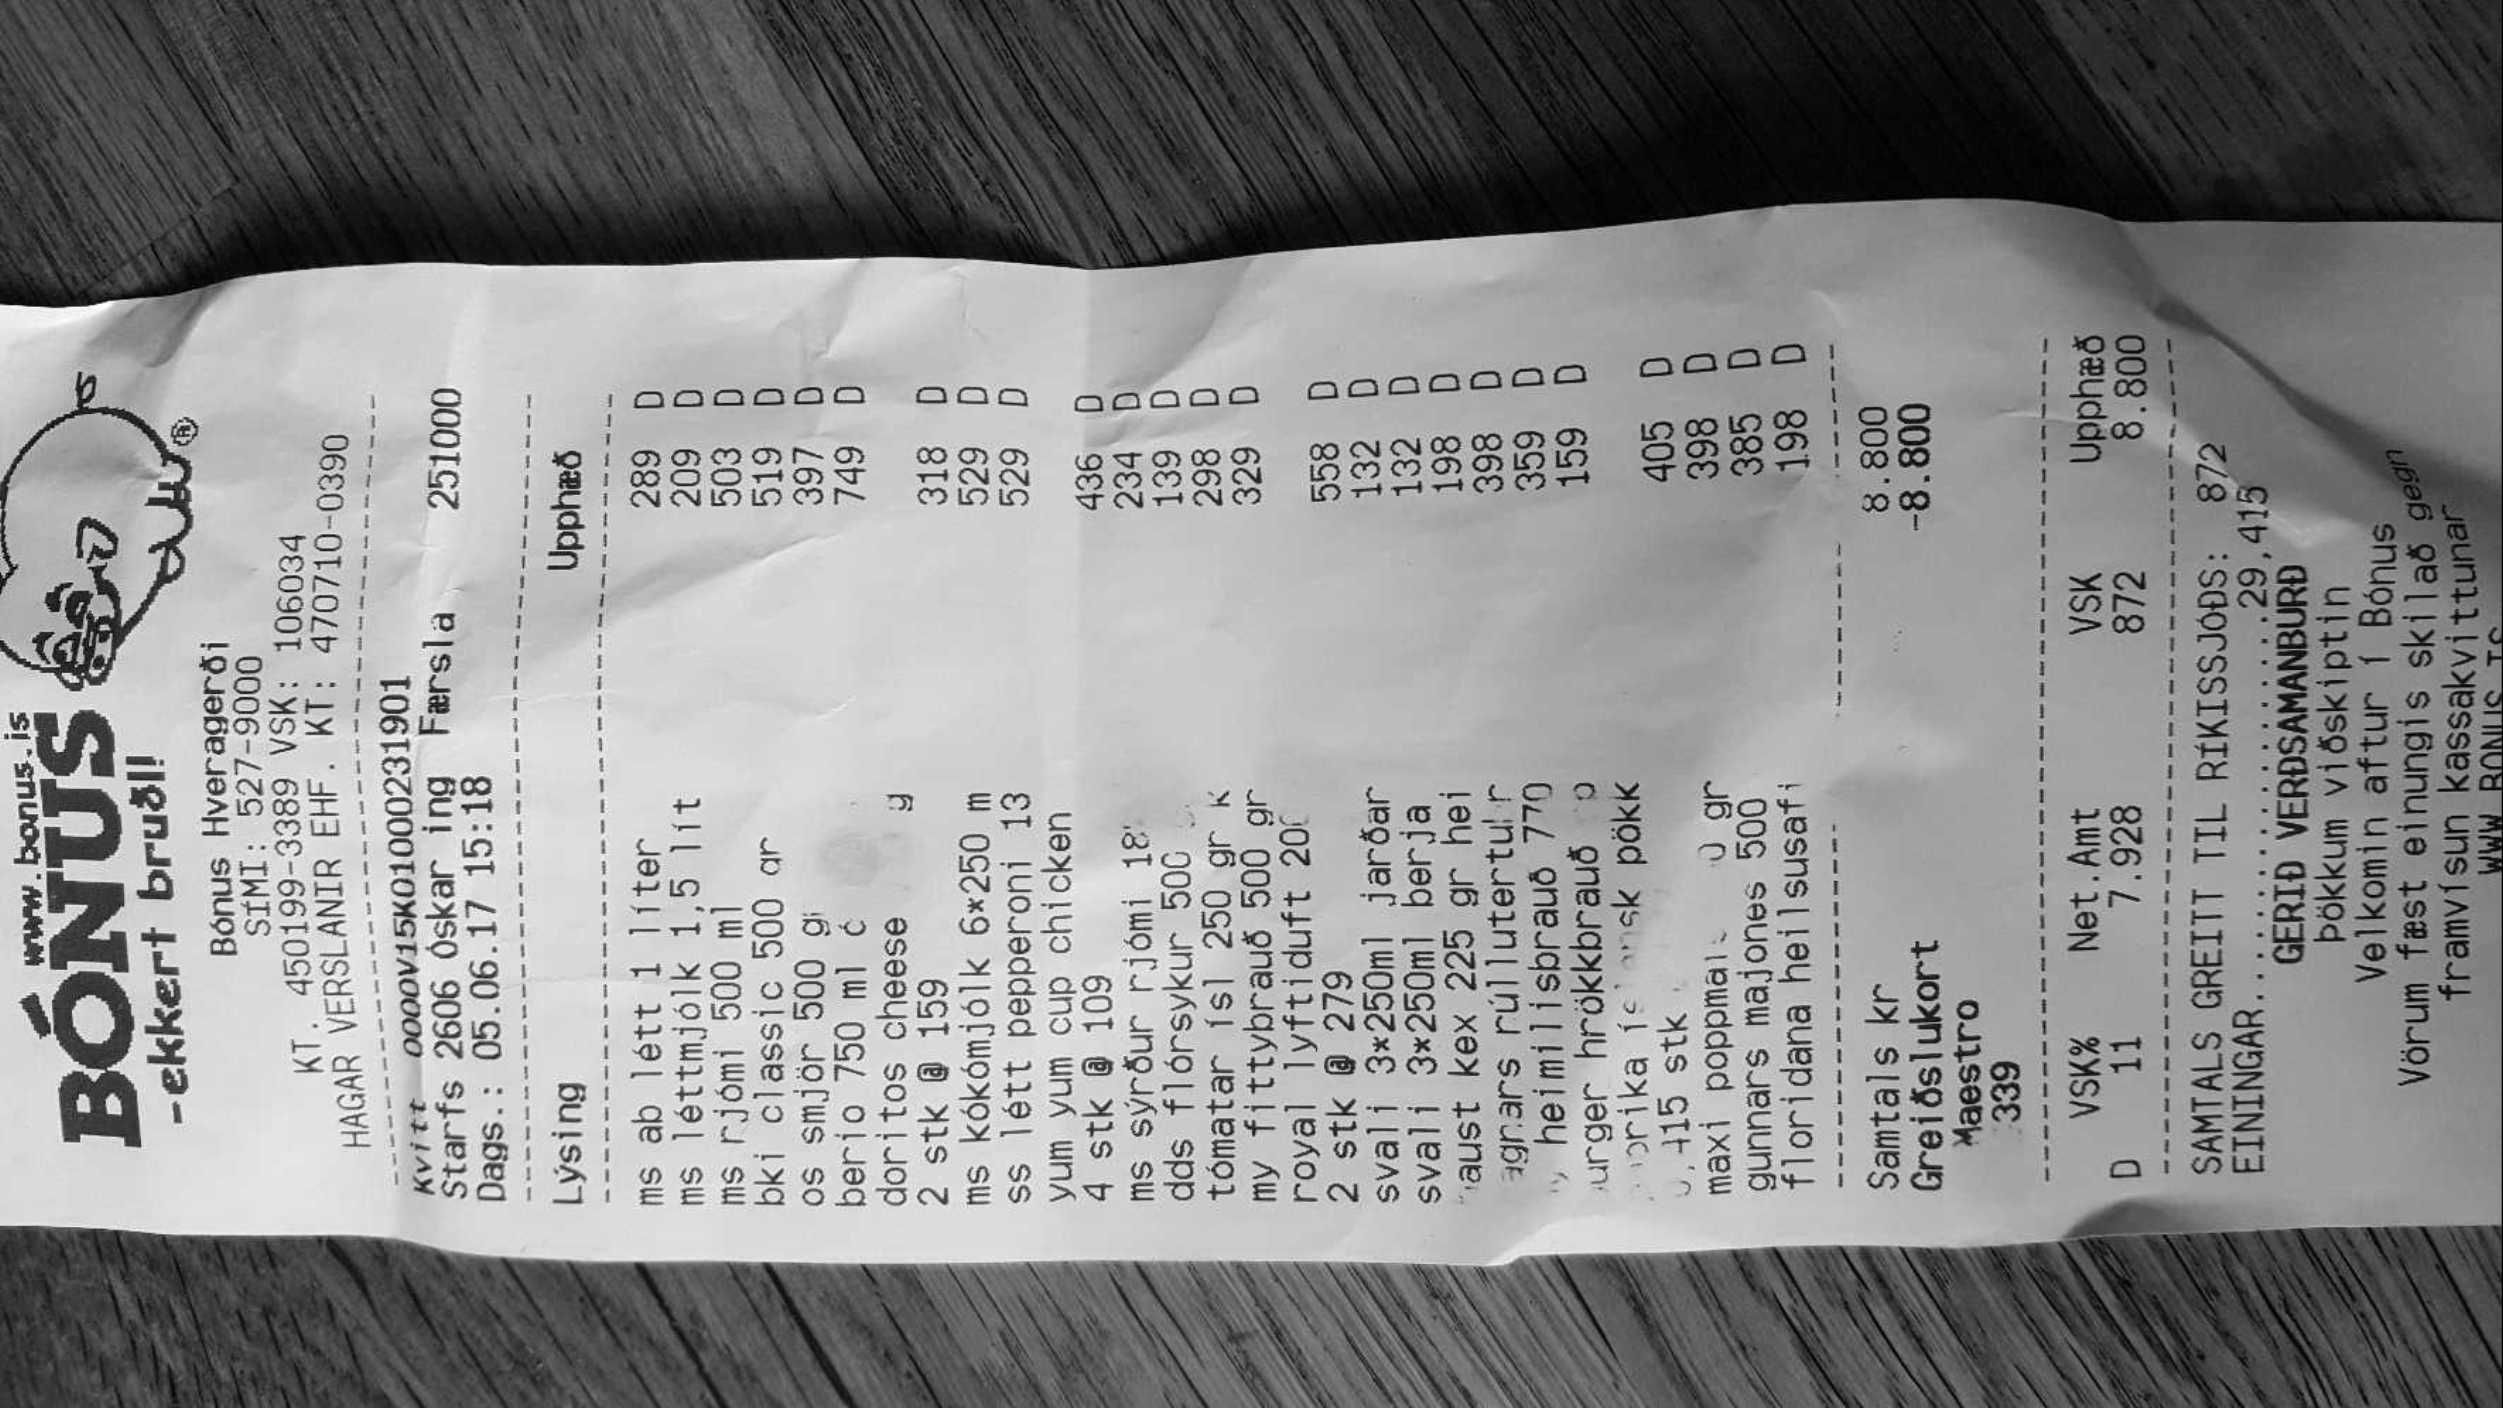 www.bonus.is
BÓNUS
®
-ekkert bruðl!
Bónus Hveragerði
SÍMI: 527-9000
KT. 450199-3389 VSK: 106034
HAGAR VERSLANIR EHF. KT: 470710-0390
Kvitt 0000V15K010000231901
Starfs 2606 óskar ing Færsla 251000
Dags.: 05.06.17 15:18
Lýsing Upphæð
ms ab létt 1 líter 289 D
ms léttmjólk 1,5 lít 209 D
ms rjómi 500 ml 503 D
bki classic 500 gr 519 D
os smjör 500 397 D
berio 750 ml 749 D
doritos cheese
2 stk @ 159 318 D
ms kókómjólk 6*250 m 529 D
ss létt pepperoni 13 529 D
yum yum cup chicken
4 stk @ 109 436 D
ms sýrður rjómi 234 D
dds flórsykur 500 139 D
tómatar ísl 250 gr k 298 D
my fittybrauð 500 gr 329 D
royal lyftiduft
2 stk @ 279 558 D
svali 3*250ml jarðar 132 D
svali 3*250ml berja 132 D
kex 225 gr hei 198 D
398 D
heimilisbrauð 770 359 D
hrökkbrauð 159 D
pökk
stk 405 D
maxi gr 398 D
gunnars majones 500 385 D
floridana heilsusafi 198 D
Samtals kr 8.800
Greiðslukort -8.800
Maestro
339
VSK% Net.Amt VSK Upphæð
D 11 7.928 872 8.800
SAMTALS GREITT TIL RÍKISSJÓÐS: 872
EININGAR..................29,415
GERIÐ VERÐSAMANBURÐ
Þökkum viðskiptin
Velkomin aftur í Bónus
Vörum fæst einungis skilað gegn
framvísun kassakvittunar
WWW.BONUS.IS